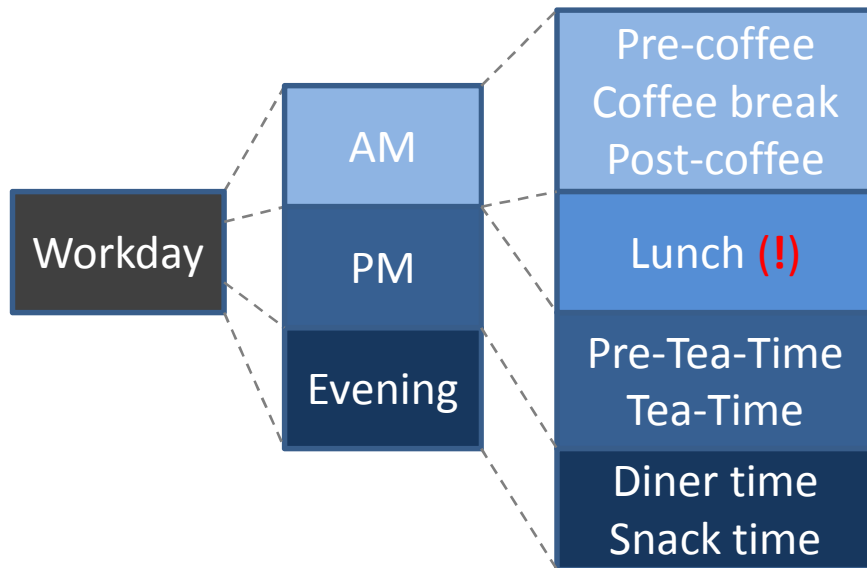 Workday
AM
PM
Evening
Pre-coffee
Coffee break
Post-coffee
Lunch (!)
Pre-Tea-Time
Tea-Time
Diner time
Snack time